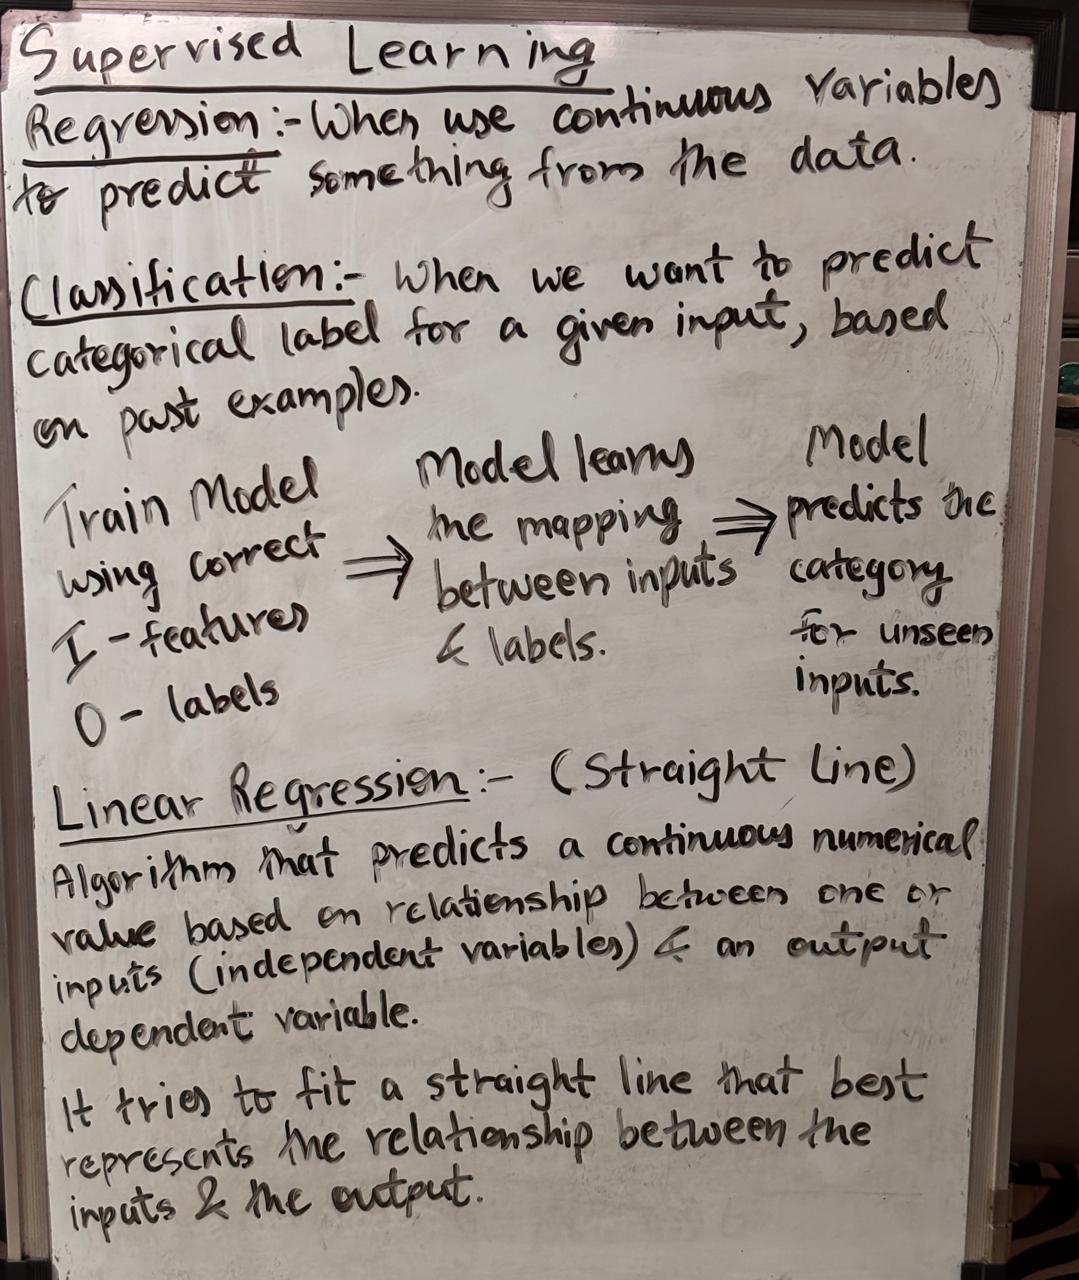 Supervised Learning
Regression:- When use continuous variables
to predict something from the data.
Classification:- When we want to predict
categorical label for a given input, based
on past examples.
Train Model
using correct
I - features
O - labels
⇒
Model learns
the mapping
between inputs
& labels.
⇒
Model
predicts the
category
for unseen
inputs.
Linear Regression:- (Straight Line)
Algorithm that predicts a continuous numerical
value based on relationship between one or
inputs (independent variables) & an output
dependent variable.
It tries to fit a straight line that best
represents the relationship between the
inputs & the output.